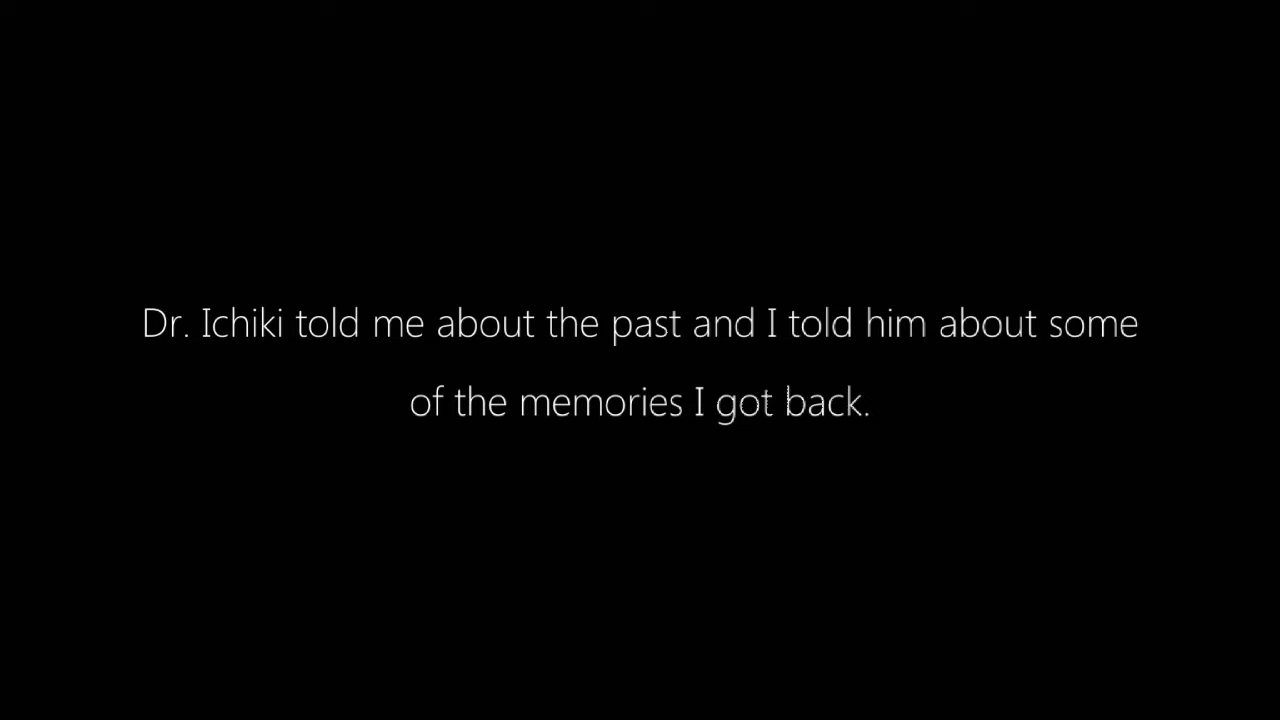 Dr. Ichiki told me about the past and I told him about some
of the memories I got back.